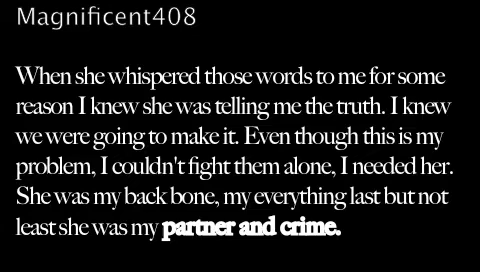 Magnificent408
When she whispered those words to me for some
reason I knew she was telling me the truth. I knew
we were going to make it. Even though this is my
problem, I couldn't fight them alone, I needed her.
She was my back bone, my everything last but not
least she was my partner and crime.